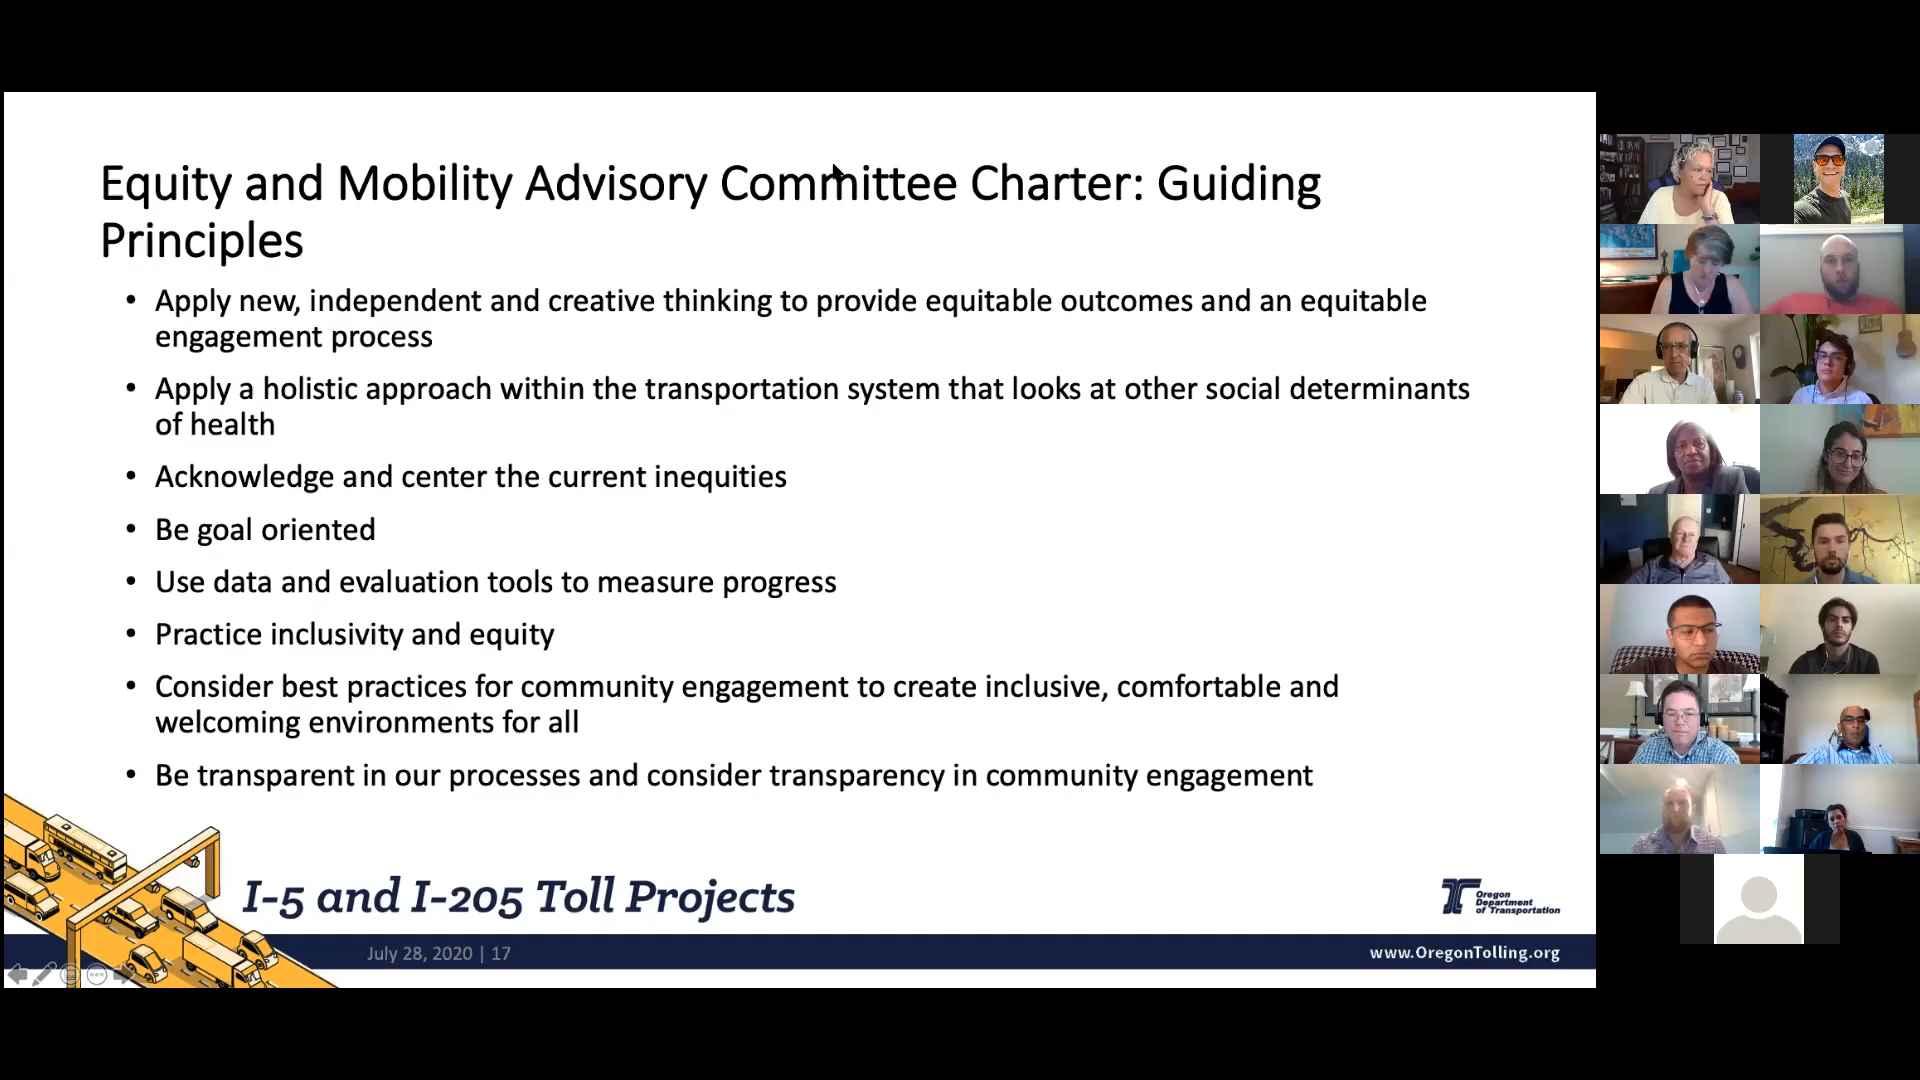 Equity and Mobility Advisory Committee Charter: Guiding
Principles
• Apply new, independent and creative thinking to provide equitable outcomes and an equitable
engagement process
• Apply a holistic approach within the transportation system that looks at other social determinants
of health
• Acknowledge and center the current inequities
• Be goal oriented
• Use data and evaluation tools to measure progress
• Practice inclusivity and equity
• Consider best practices for community engagement to create inclusive, comfortable and
welcoming environments for all
• Be transparent in our processes and consider transparency in community engagement
I-5 and I-205 Toll Projects
Oregon
Department
of Transportation
July 28, 2020 | 17
www.OregonTolling.org